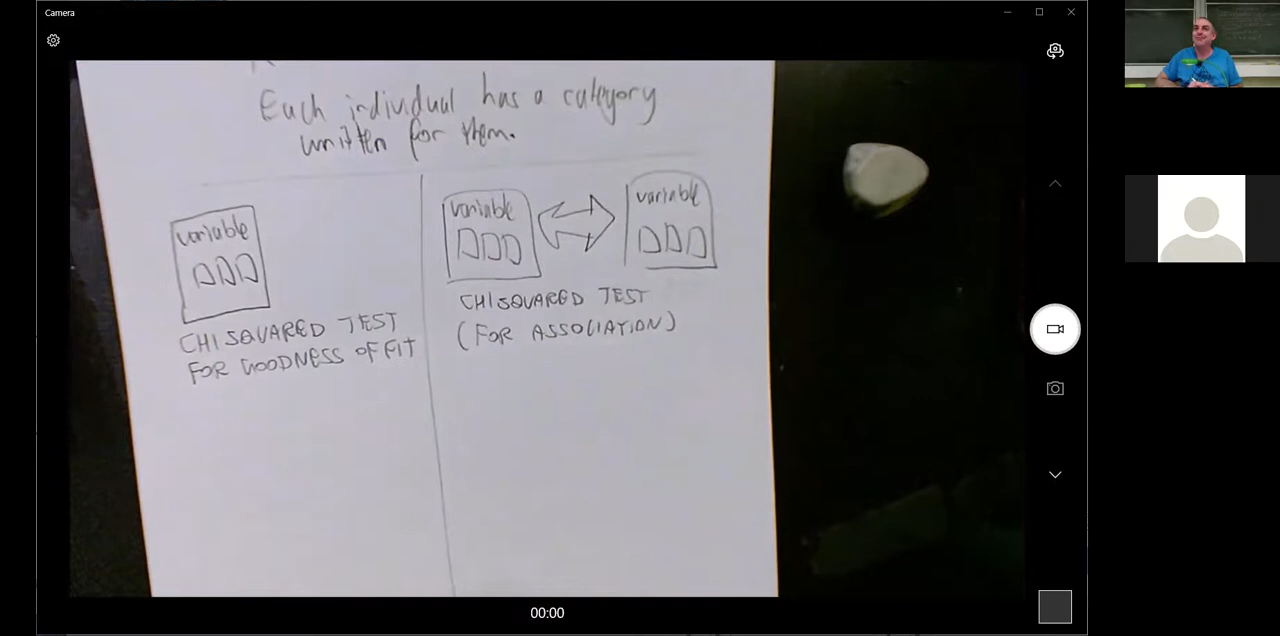 Camera
Each individual has a category
written for them.
variable
CHI SQUARED TEST
FOR GOODNESS OF FIT
variable
variable
CHI SQUARED TEST
(FOR ASSOCIATION)
00:00